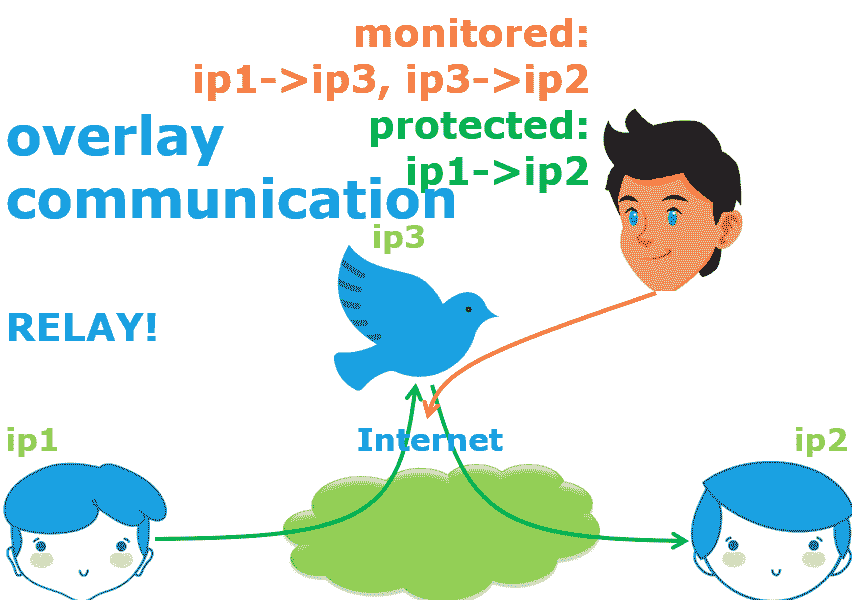 monitored:
ip1->ip3, ip3->ip2
protected:
ip1->ip2
overlay
communication
ip3
RELAY!
ip1
Internet
ip2